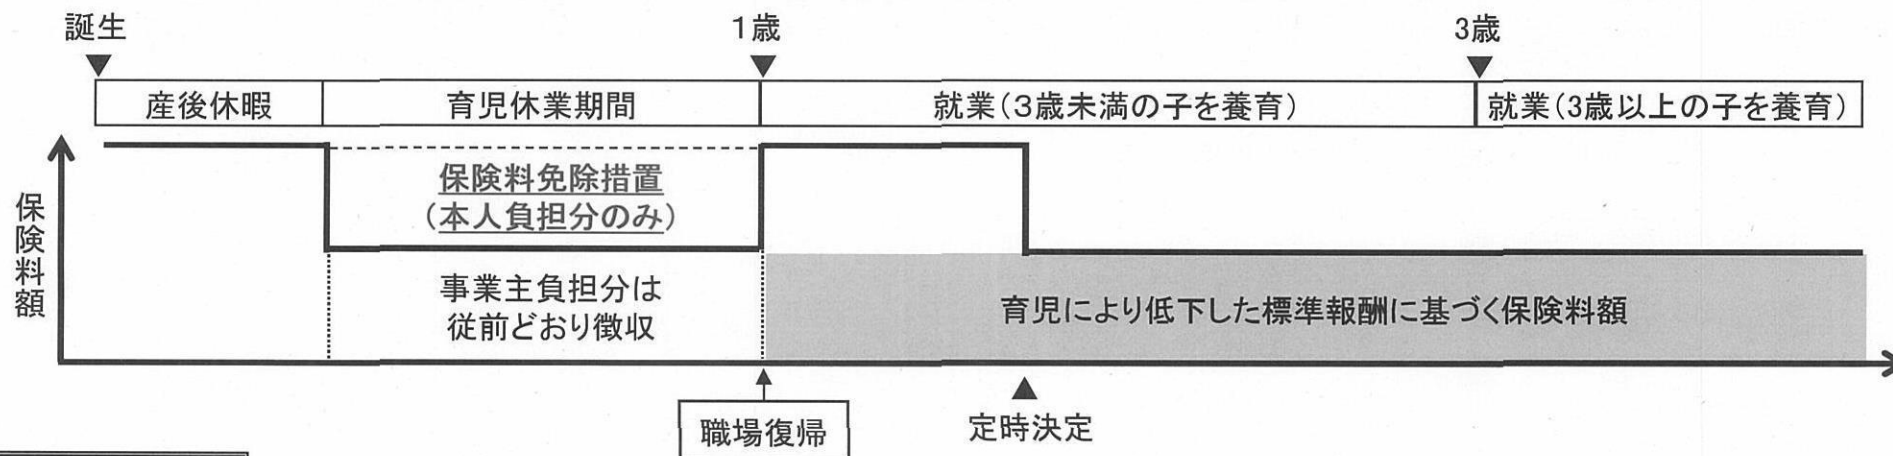 誕生
1歳
3歳
産後休暇
育児休業期間
就業(3歳未満の子を養育)
就業(3歳以上の子を養育)
保険料額
保険料免除措置
(本人負担分のみ)
事業主負担分は
従前どおり徴収
育児により低下した標準報酬に基づく保険料額
職場復帰
定時決定